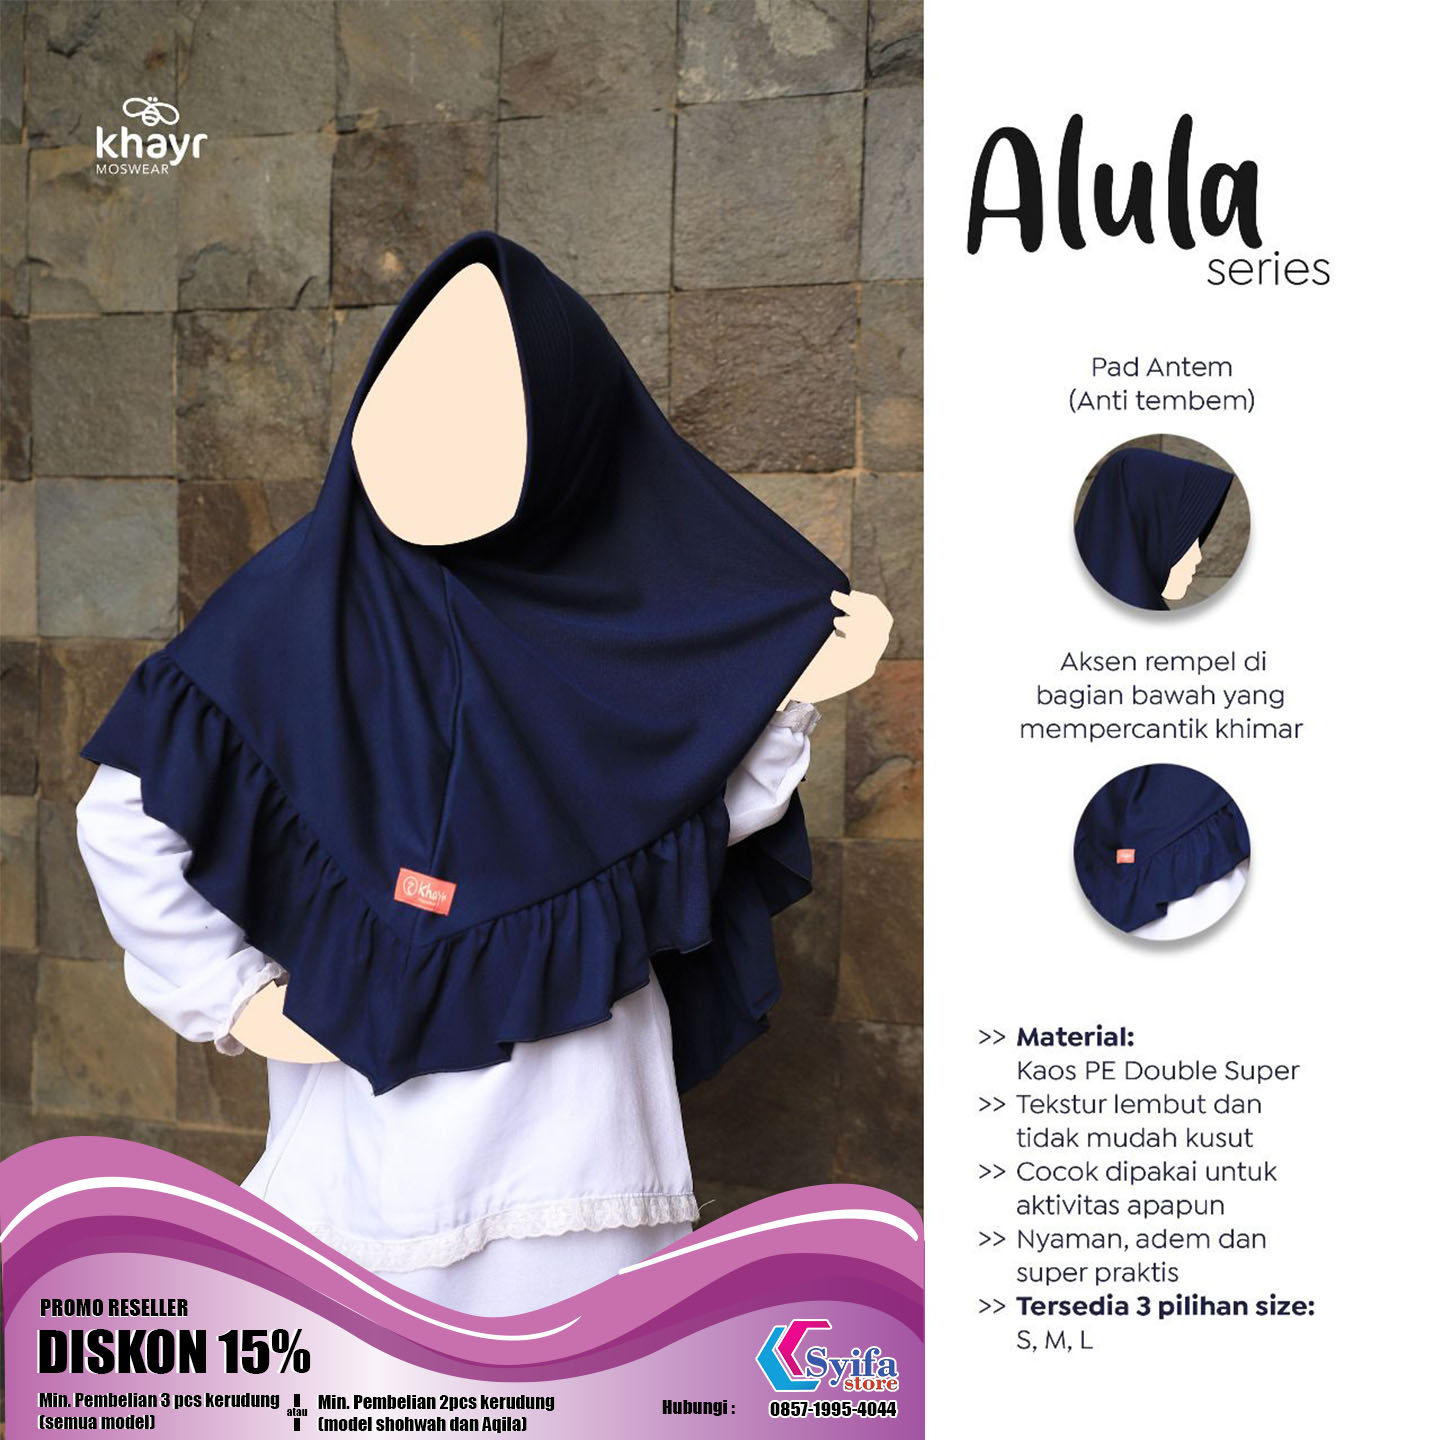 khayr
MOSWEAR
Alula
series
Pad Antem
(Anti tembem)
Aksen rempel di
bagian bawah yang
mempercantik khimar
khayr
>> Material:
Kaos PE Double Super
>> Tekstur lembut dan
tidak mudah kusut
>> Cocok dipakai untuk
aktivitas apapun
>> Nyaman, adem dan
super praktis
>> Tersedia 3 pilihan size:
S, M, L
PROMO RESELLER
DISKON 15%
Min. Pembelian 3 pcs kerudung
(semua model)
atau
Min. Pembelian 2pcs kerudung
(model shohwah dan Aqila)
Hubungi :
Syifa
store
0857-1995-4044